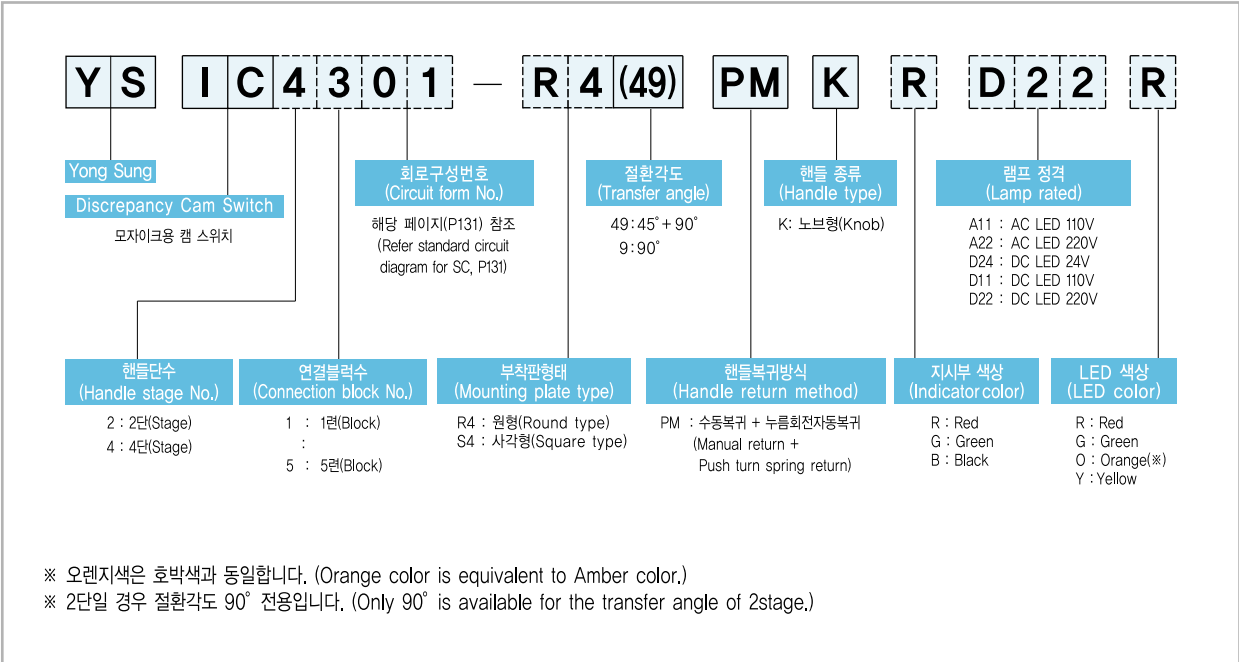 YS IC4301 — R4(49) PM K R D22 R
Yong Sung
Discrepancy Cam Switch
모자이크용 캠 스위치
회로구성번호
(Circuit form No.)
해당 페이지(P131) 참조
(Refer standard circuit
diagram for SC, P131)
절환각도
(Transfer angle)
49:45°+90°
9:90°
핸들 종류
(Handle type)
K: 노브형(Knob)
램프 정격
(Lamp rated)
A11 : AC LED 110V
A22 : AC LED 220V
D24 : DC LED 24V
D11 : DC LED 110V
D22 : DC LED 220V
핸들단수
(Handle stage No.)
2 : 2단(Stage)
4 : 4단(Stage)
연결블럭수
(Connection block No.)
1 : 1련(Block)
:
5 : 5련(Block)
부착판형태
(Mounting plate type)
R4 : 원형(Round type)
S4 : 사각형(Square type)
핸들복귀방식
(Handle return method)
PM : 수동복귀 + 누름회전자동복귀
(Manual return +
Push turn spring return)
지시부 색상
(Indicator color)
R : Red
G : Green
B : Black
LED 색상
(LED color)
R : Red
G : Green
O : Orange(※)
Y : Yellow
※ 오렌지색은 호박색과 동일합니다. (Orange color is equivalent to Amber color.)
※ 2단일 경우 절환각도 90° 전용입니다. (Only 90° is available for the transfer angle of 2stage.)